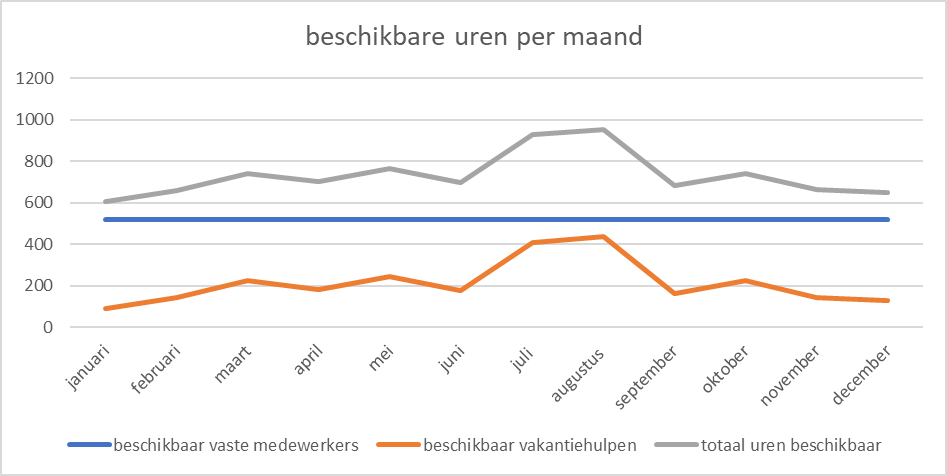 beschikbare uren per maand
1200
1000
800
600
400
200
0
januari
februari
maart
april
mei
juni
juli
augustus
september
oktober
november
december
beschikbaar vaste medewerkers
beschikbaar vakantiehulpen
totaal uren beschikbaar